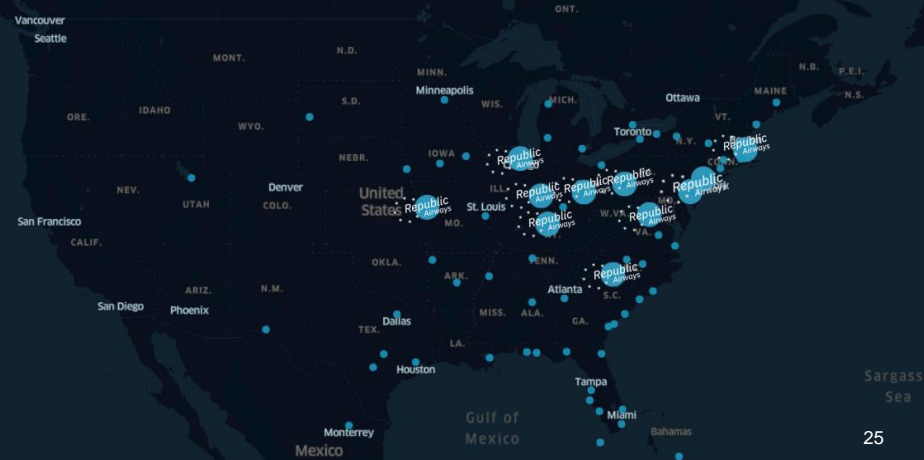 ONT.
Vancouver
Seattle
N.D.
MONT.
N.B.
P.E.I.
MINN.
Minneapolis
MAINE
N.S.
Ottawa
S.D.
WIS.
MICH.
ORE.
IDAHO
VT.
WYO.
Toronto
N.Y.
Republic
Airways
CONN.
NEBR.
IOWA
Republic
Airways
NEV.
Denver
United
States
ILL.
Republic
Airways
Republic
Airways
Republic
Airways
Republic
Airways
UTAH
COLO.
Republic
Airways
St. Louis
MD.
W.VA.
Republic
Airways
San Francisco
MO.
Republic
Airways
VA.
CALIF.
OKLA.
ARK.
TENN.
Republic
Airways
ARIZ.
N.M.
Atlanta
S.C.
San Diego
Phoenix
MISS.
ALA.
GA.
Dallas
TEX.
LA.
Houston
Tampa
Sargass
Sea
Gulf of
Mexico
Miami
Bahamas
Monterrey
Mexico
25